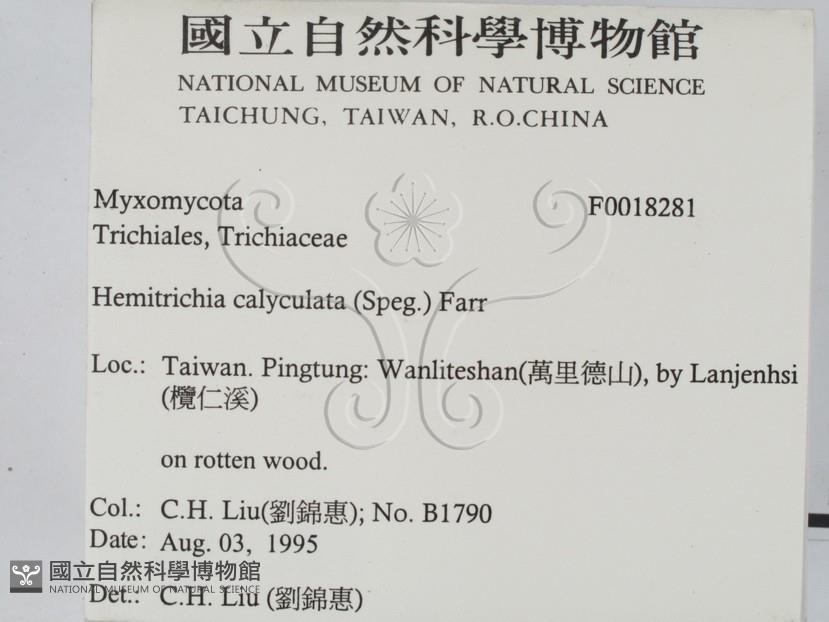 國立自然科學博物館
NATIONAL MUSEUM OF NATURAL SCIENCE
TAICHUNG, TAIWAN, R.O.CHINA
Myxomycota F0018281
Trichiales, Trichiaceae
Hemitrichia calyculata (Speg.) Farr
Loc.: Taiwan. Pingtung: Wanliteshan(萬里德山), by Lanjenhsi
(欖仁溪)
on rotten wood.
Col.: C.H. Liu(劉錦惠); No. B1790
Date: Aug. 03, 1995
國立自然科學博物館
NATIONAL MUSEUM OF NATURAL SCIENCE
Det.: C.H. Liu (劉錦惠)